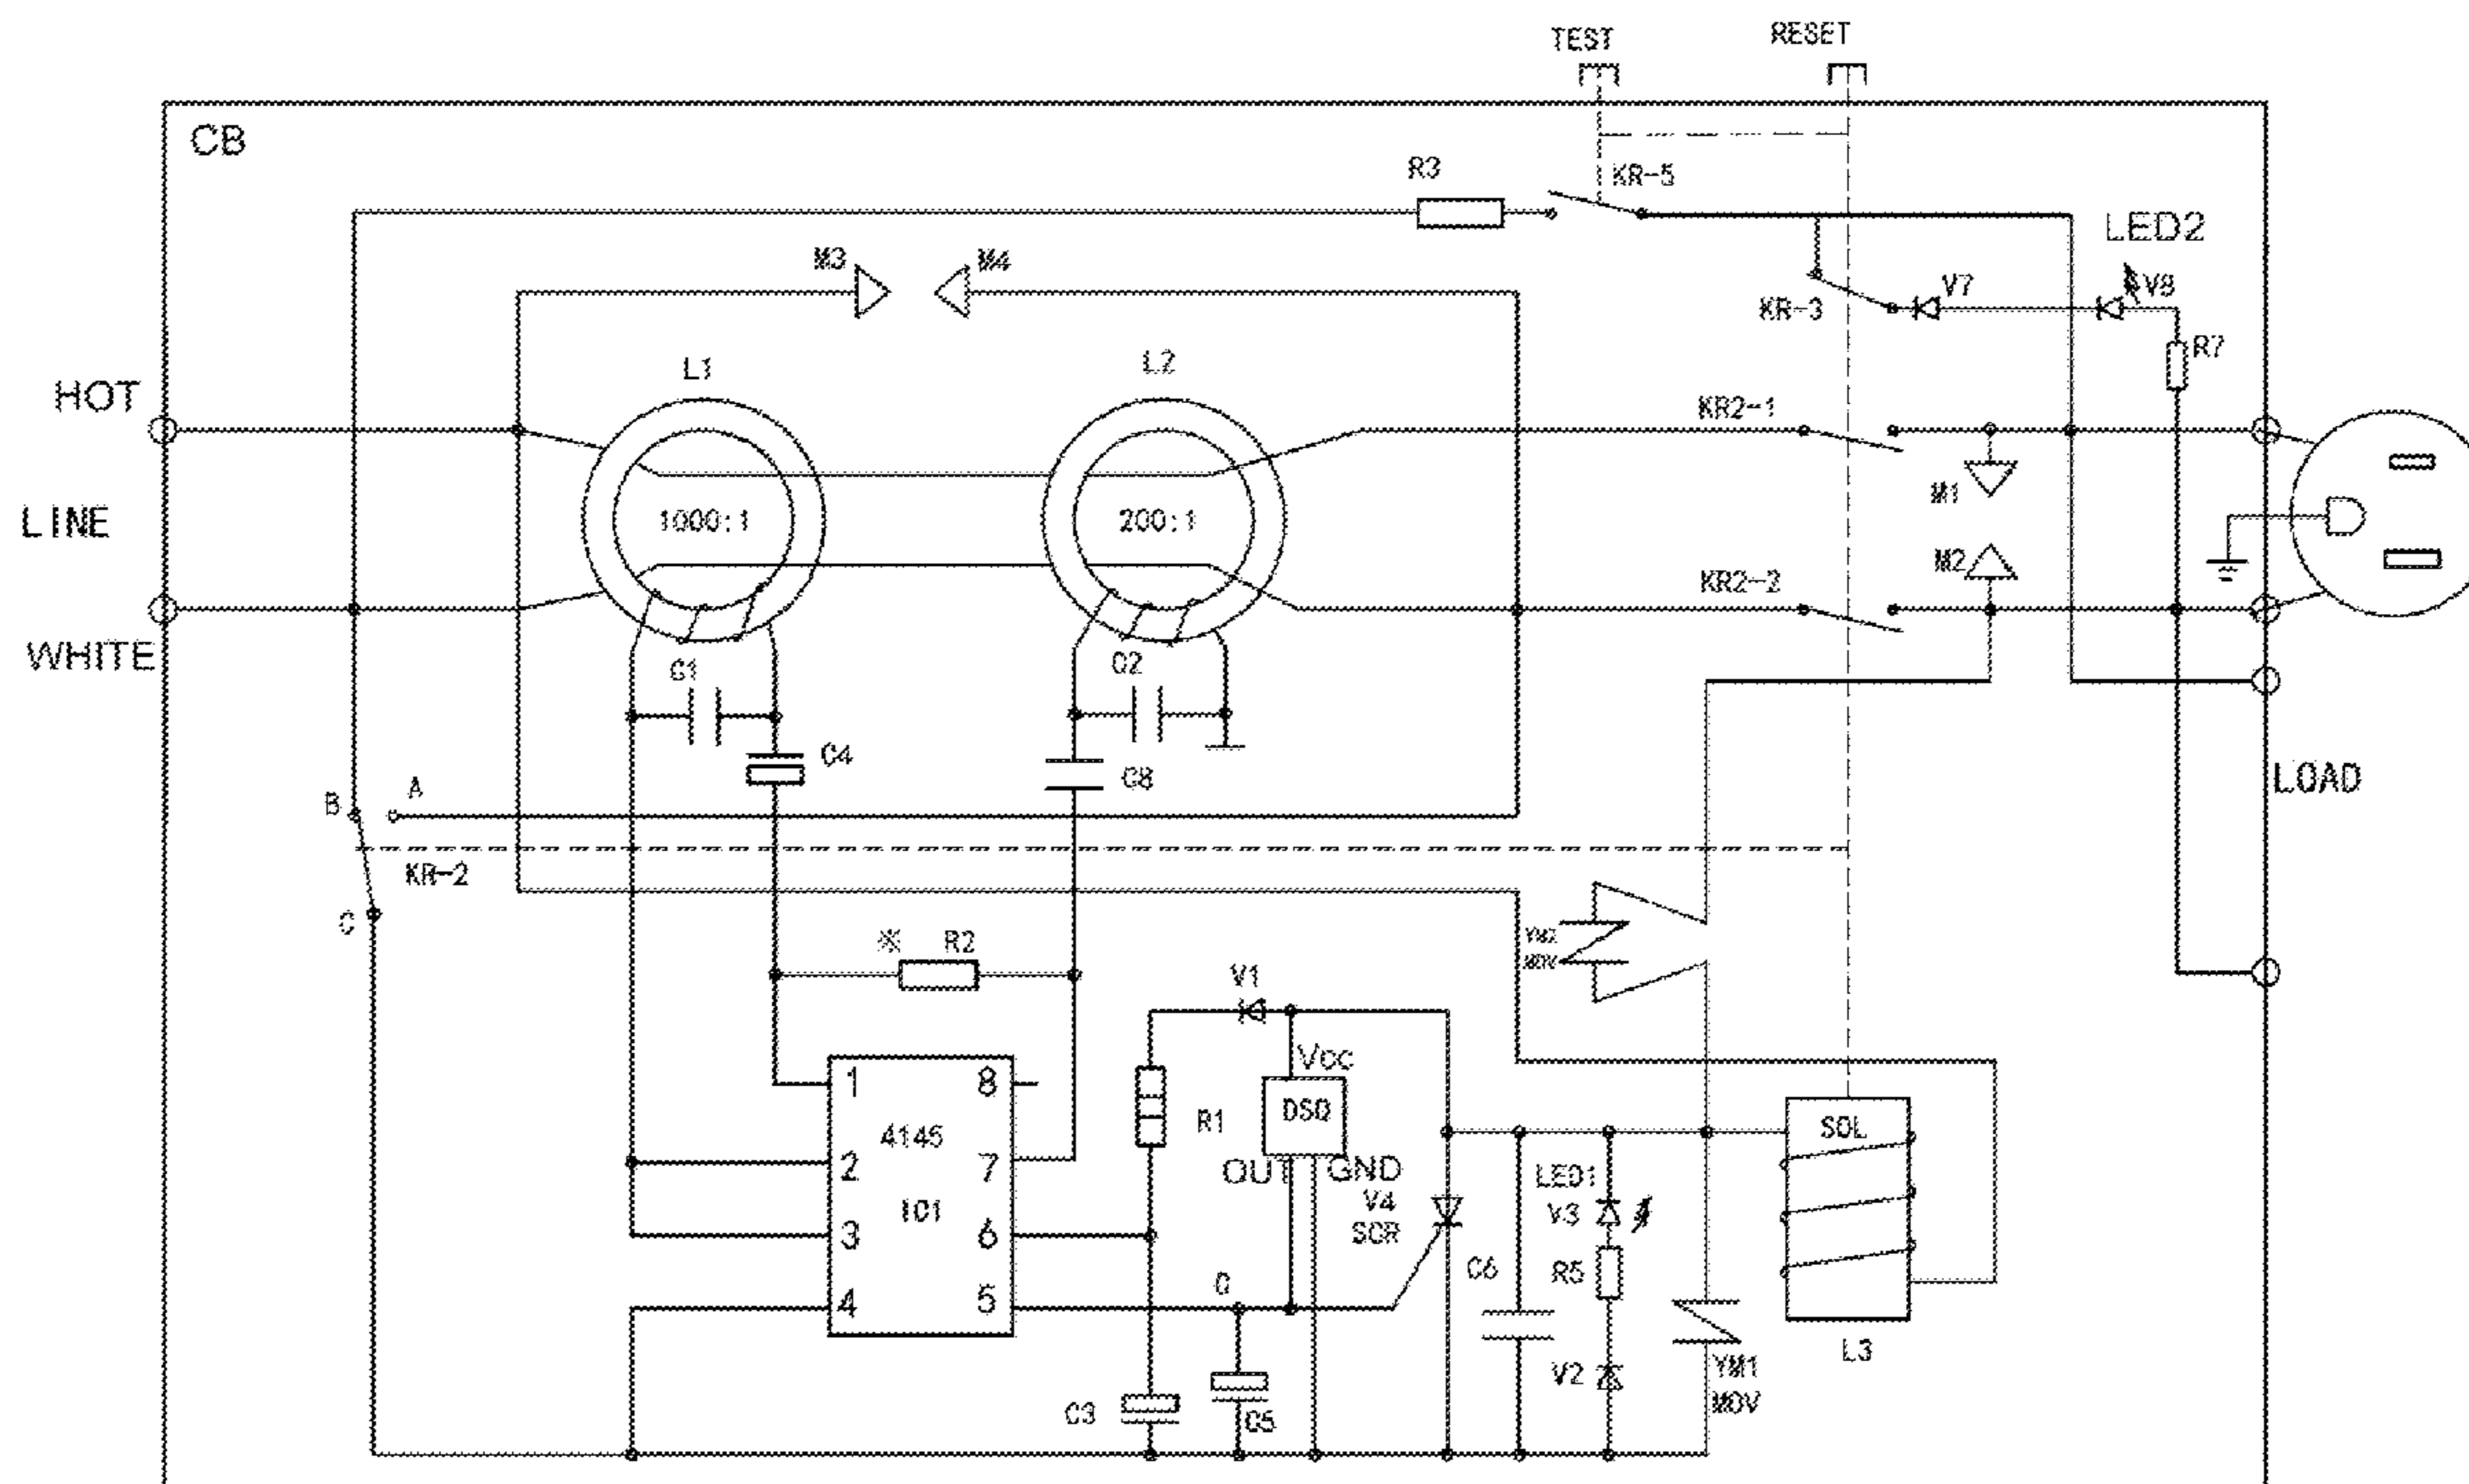 TEST
RESET
CB
R3
KR-5
LED2
M3
M4
KR-3
V7
V8
R7
L1
L2
HOT
KR2-1
LINE
1000:1
200:1
M1
M2
KR2-2
WHITE
C1
C2
C4
C8
LOAD
B
A
KR-2
C
※ R2
YM2
MOV
V1
Vcc
DSQ
R1
OUT
GND
SOL
1
2
3
4
8
7
6
5
4145
IC1
V4
SCR
LED1
V3
C6
R5
V2
YM1
MOV
L3
C3
C5